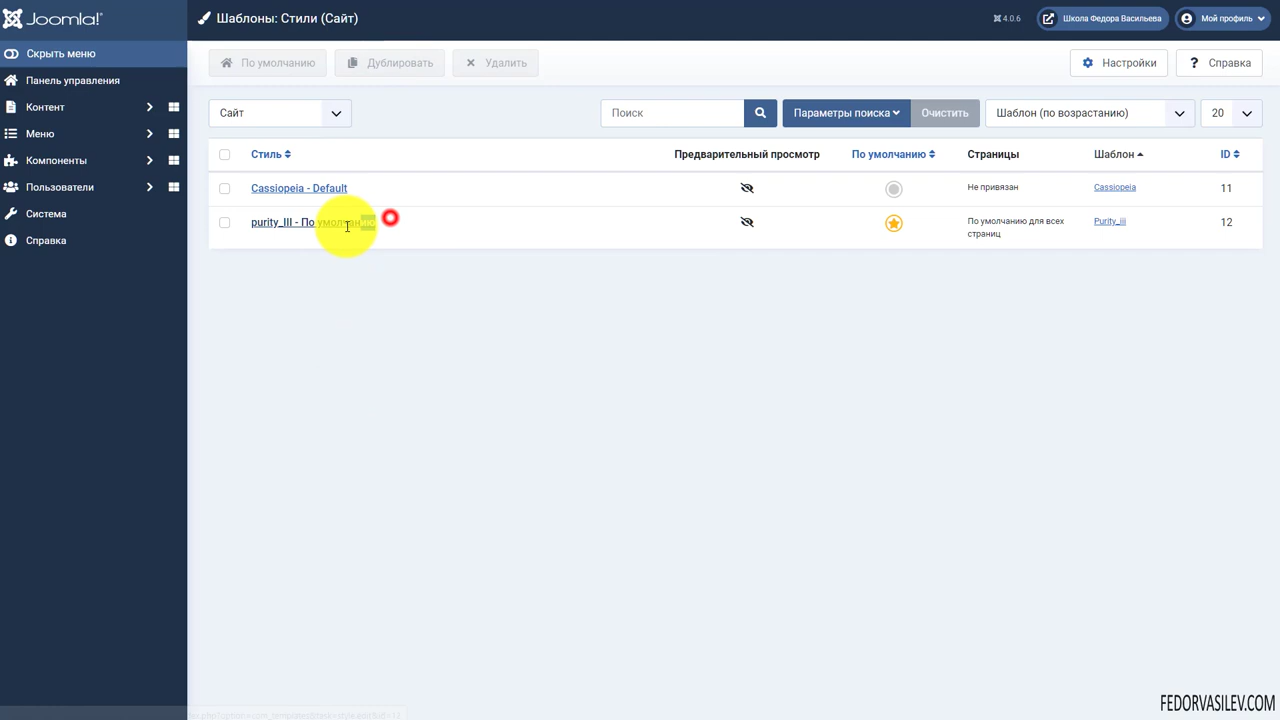 Joomla!®
Шаблоны: Стили (Сайт)
4.0.6
Школа Федора Васильева
Мой профиль
Скрыть меню
Панель управления
Контент
Меню
Компоненты
Пользователи
Система
Справка
По умолчанию
Дублировать
Удалить
Настройки
? Справка
Сайт
Поиск
Параметры поиска
Очистить
Шаблон (по возрастанию)
20
Стиль
Предварительный просмотр
По умолчанию
Страницы
Шаблон
ID
Cassiopeia - Default
Не привязан
Cassiopeia
11
purity_III - По умолчанию
По умолчанию для всех
страниц
Purity_iii
12
FEDORVASILEV.COM